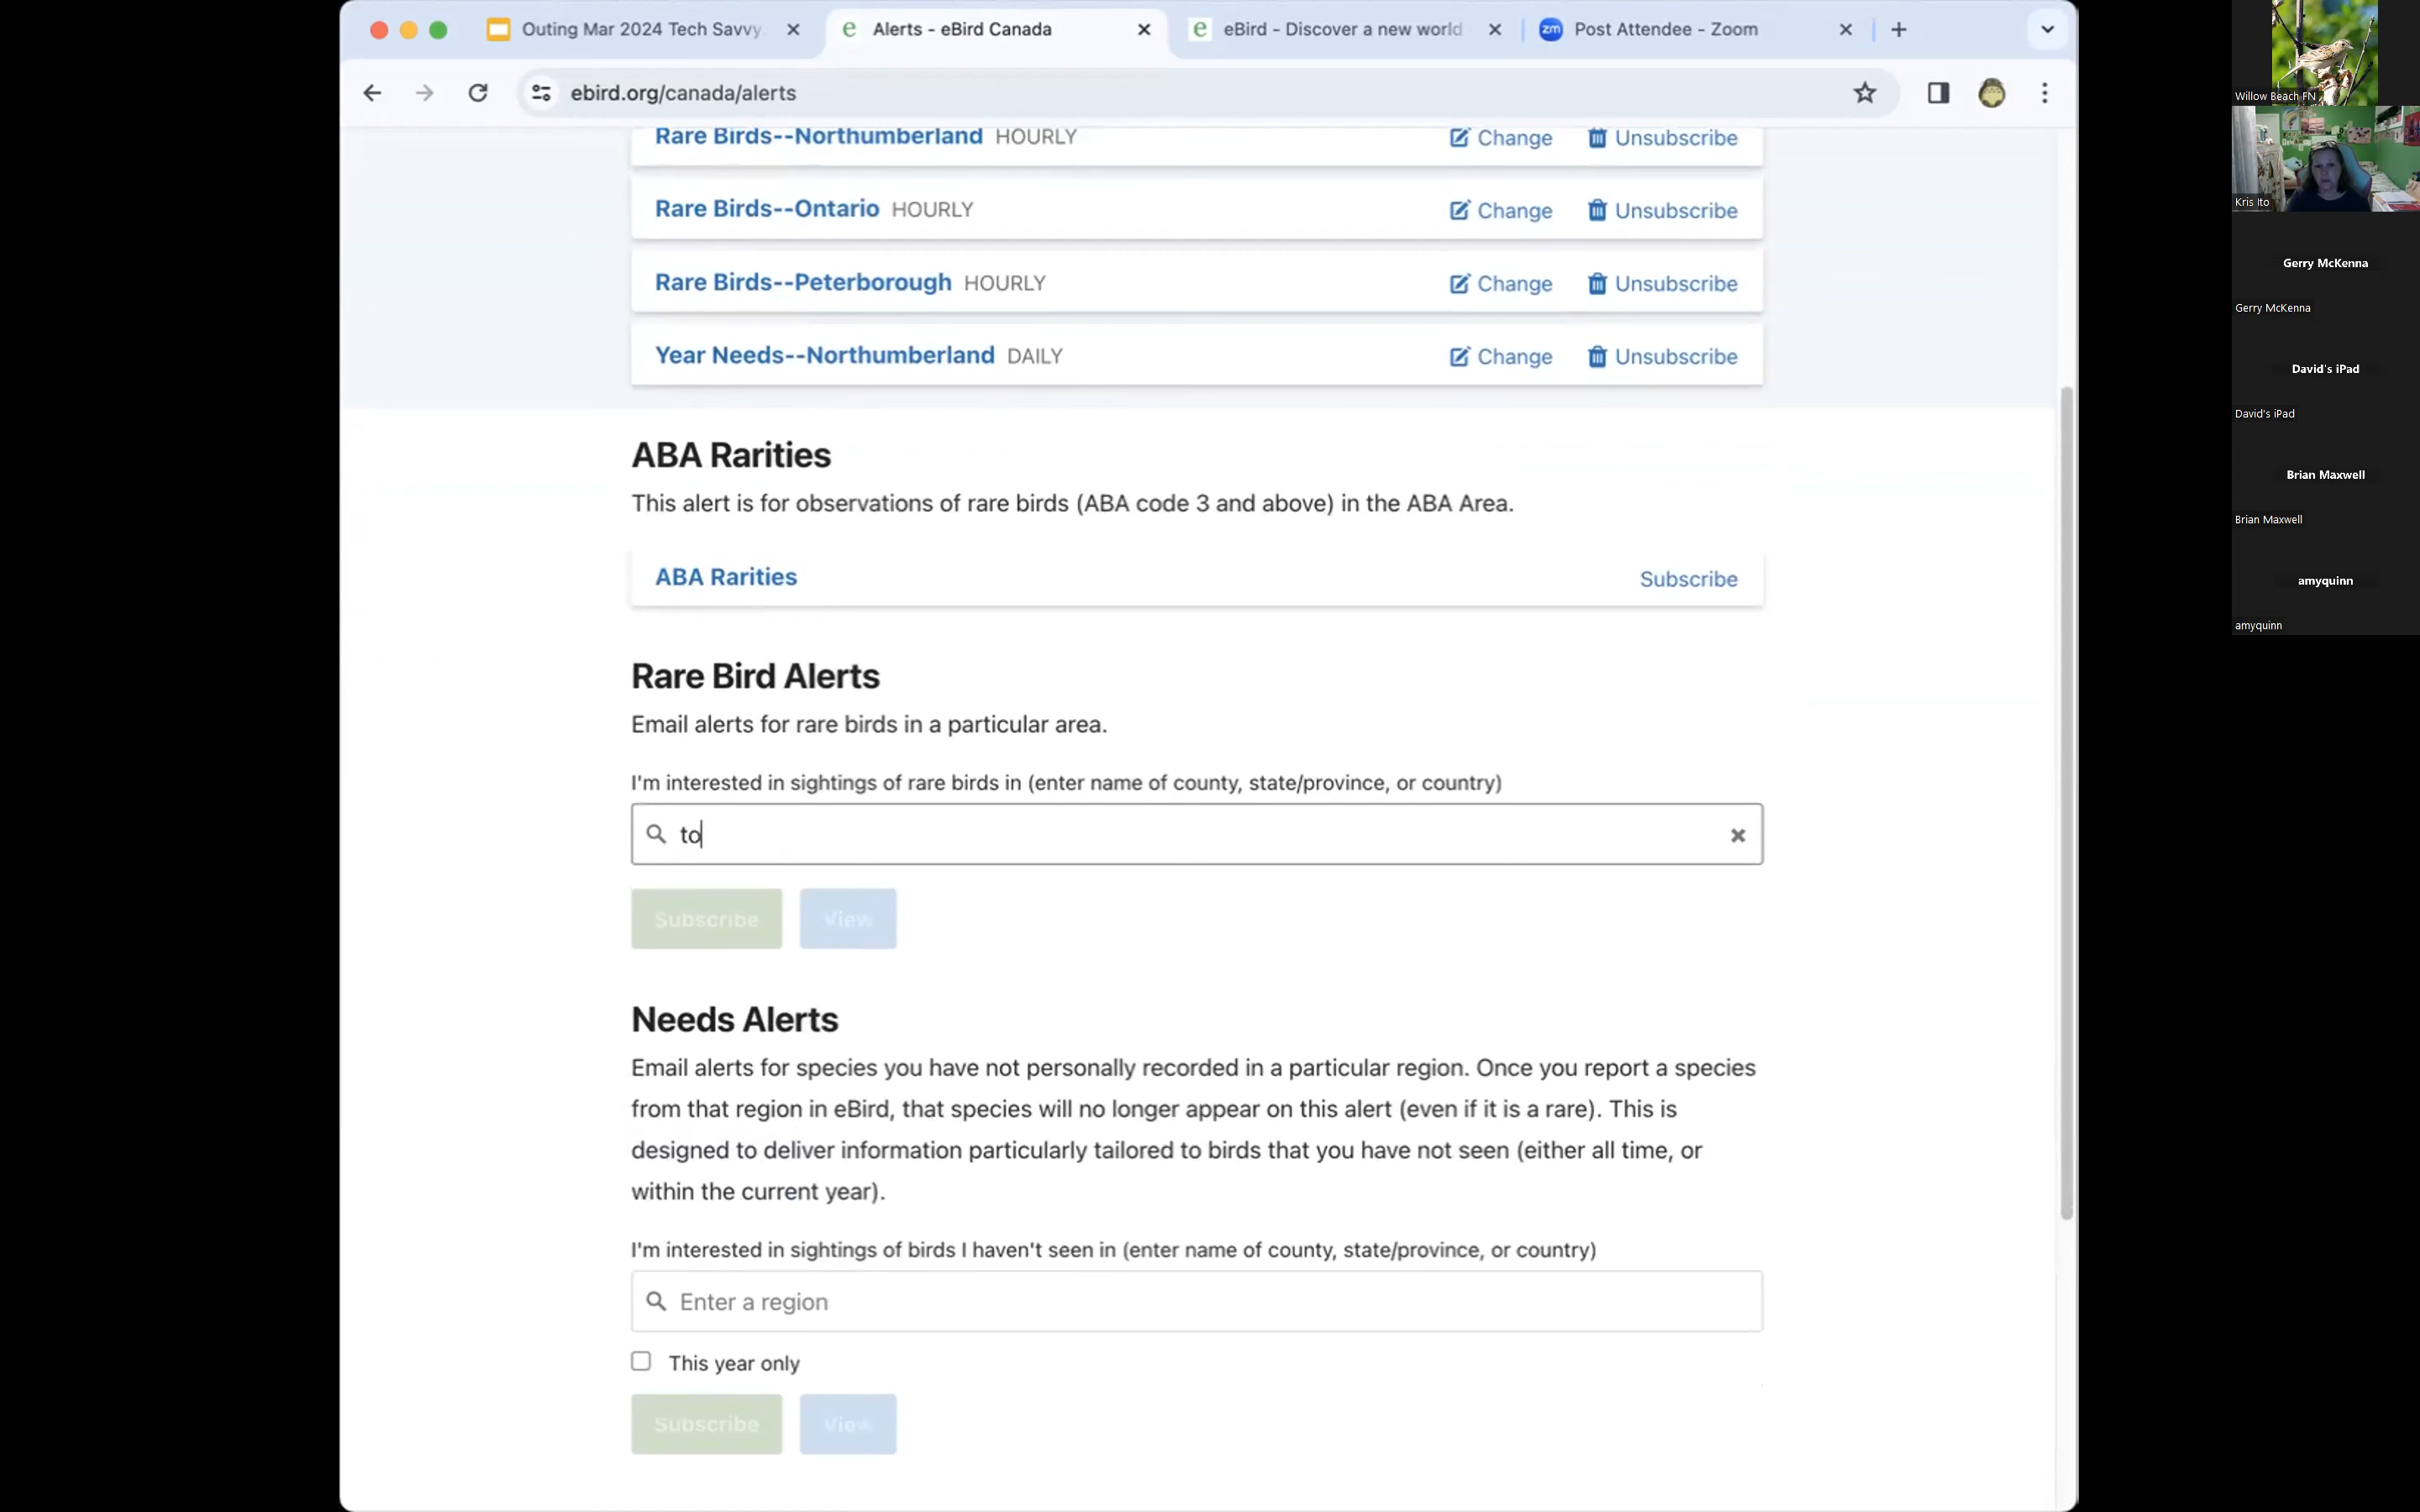 Outing Mar 2024 Tech Savvy
Alerts - eBird Canada
eBird - Discover a new world
zm Post Attendee - Zoom
ebird.org/canada/alerts
Rare Birds--Northumberland HOURLY Change Unsubscribe
Rare Birds--Ontario HOURLY Change Unsubscribe
Rare Birds--Peterborough HOURLY Change Unsubscribe
Year Needs--Northumberland DAILY Change Unsubscribe
ABA Rarities
This alert is for observations of rare birds (ABA code 3 and above) in the ABA Area.
ABA Rarities Subscribe
Rare Bird Alerts
Email alerts for rare birds in a particular area.
I'm interested in sightings of rare birds in (enter name of county, state/province, or country)
to
Subscribe View
Needs Alerts
Email alerts for species you have not personally recorded in a particular region. Once you report a species
from that region in eBird, that species will no longer appear on this alert (even if it is a rare). This is
designed to deliver information particularly tailored to birds that you have not seen (either all time, or
within the current year).
I'm interested in sightings of birds I haven't seen in (enter name of county, state/province, or country)
Enter a region
This year only
Subscribe View
Willow Beach FN
Kris Ito
Gerry McKenna
Gerry McKenna
David's iPad
David's iPad
Brian Maxwell
Brian Maxwell
amyquinn
amyquinn